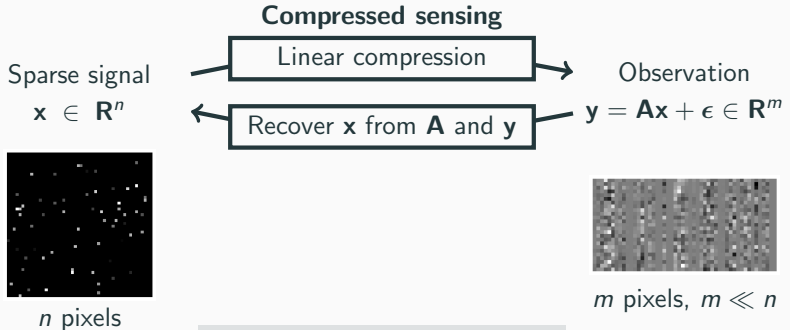 Compressed sensing
Linear compression
Sparse signal
x ∈ Rⁿ
Observation
y = Ax + ϵ ∈ Rᵐ
Recover x from A and y
n pixels
m pixels, m ≪ n